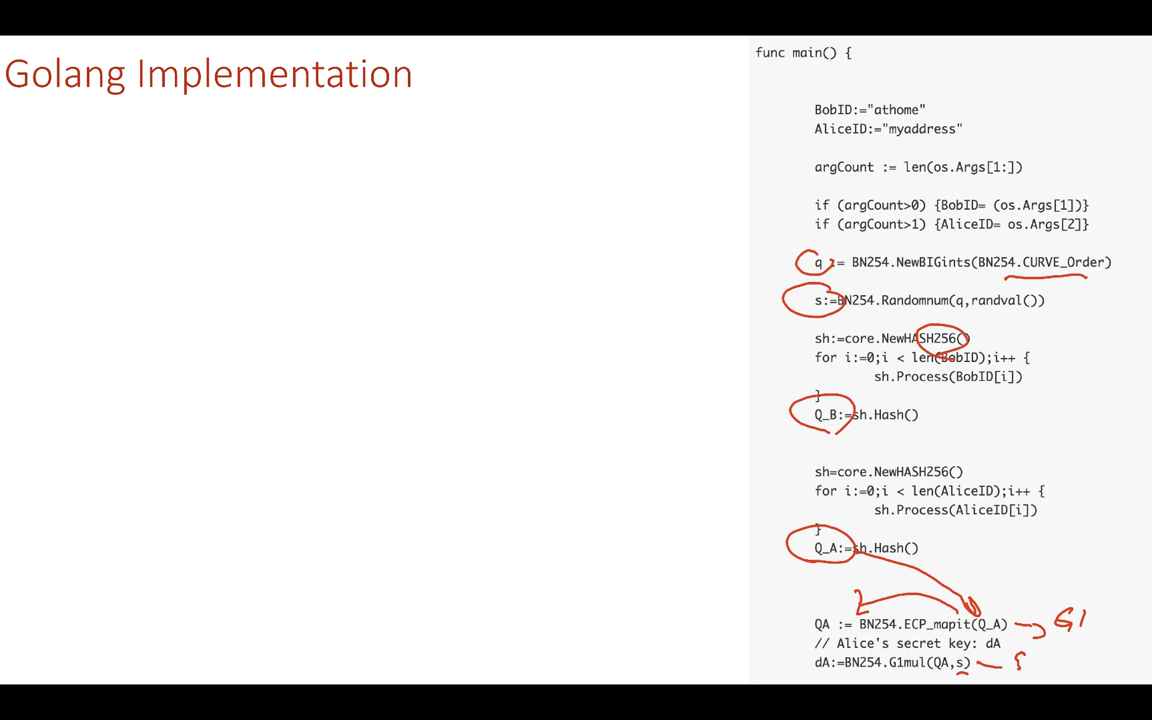 Golang Implementation
func main() {
BobID:="athome"
AliceID:="myaddress"
argCount := len(os.Args[1:])
if (argCount>0) {BobID= (os.Args[1])}
if (argCount>1) {AliceID= os.Args[2]}
q := BN254.NewBIGints(BN254.CURVE_Order)
s:=BN254.Randomnum(q,randval())
sh:=core.NewHASH256()
for i:=0;i < len(BobID);i++ {
sh.Process(BobID[i])
}
Q_B:=sh.Hash()
sh=core.NewHASH256()
for i:=0;i < len(AliceID);i++ {
sh.Process(AliceID[i])
}
Q_A:=sh.Hash()
QA := BN254.ECP_mapit(Q_A) G1
// Alice's secret key: dA
dA:=BN254.G1mul(QA,s)